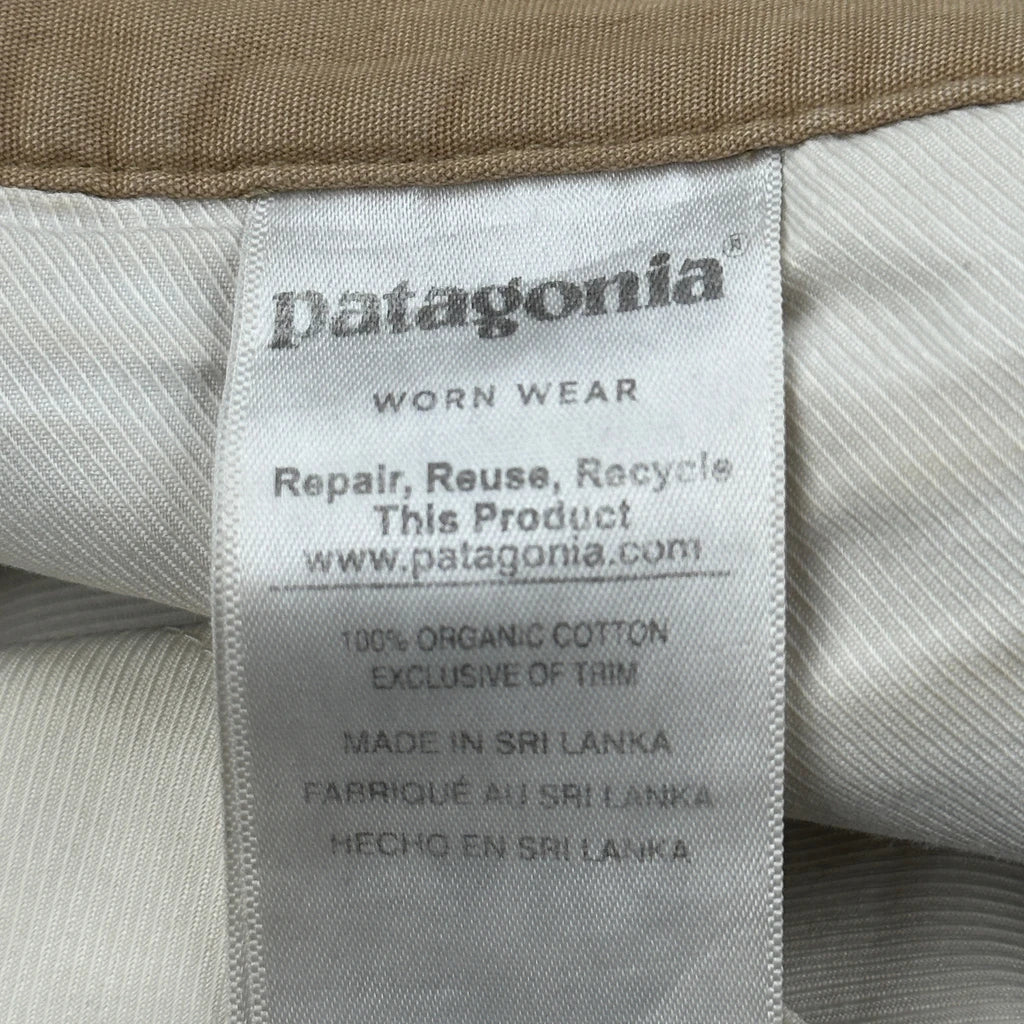 patagonia®
WORN WEAR
Repair, Reuse, Recycle
This Product
www.patagonia.com
100% ORGANIC COTTON
EXCLUSIVE OF TRIM
MADE IN SRI LANKA
FABRIQUÉ AU SRI LANKA
HECHO EN SRI LANKA